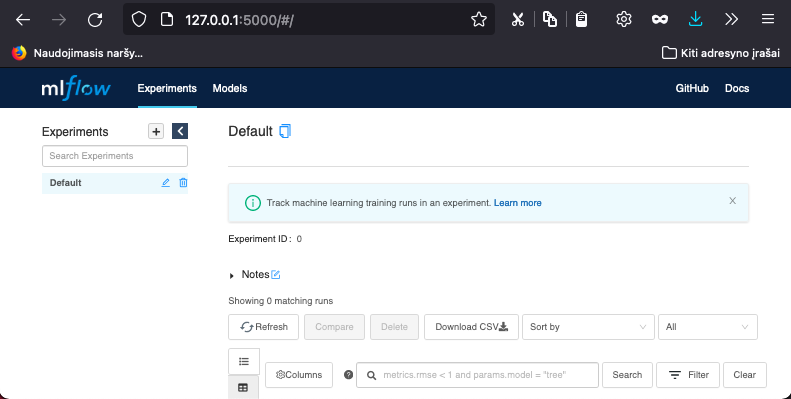 127.0.0.1:5000/#/
Naudojimasis naršy...
Kiti adresyno įrašai
mlflow
Experiments
Models
GitHub
Docs
Experiments
+
Search Experiments
Default
Default
Track machine learning training runs in an experiment. Learn more
Experiment ID: 0
Notes
Showing 0 matching runs
Refresh
Compare
Delete
Download CSV
Sort by
All
Columns
metrics.rmse < 1 and params.model = "tree"
Search
Filter
Clear